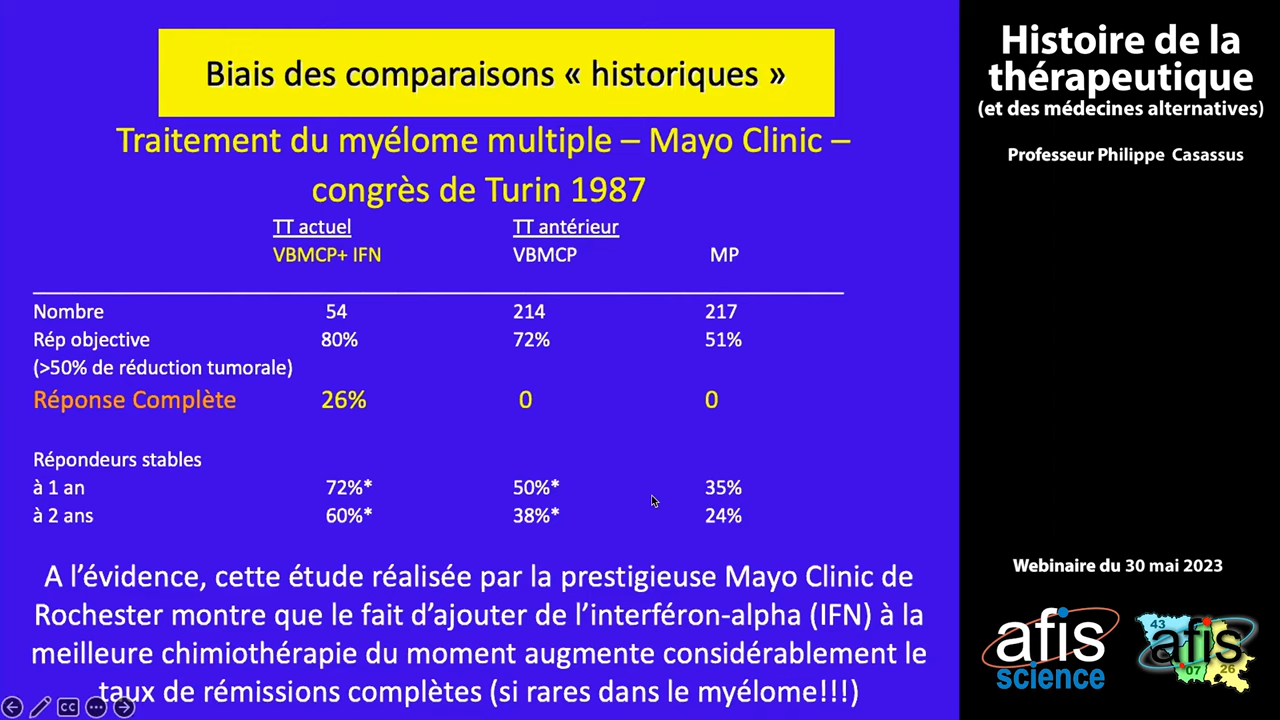 Biais des comparaisons « historiques »
Traitement du myélome multiple – Mayo Clinic –
congrès de Turin 1987
TT actuel TT antérieur
VBMCP+ IFN VBMCP MP
Nombre 54 214 217
Rép objective 80% 72% 51%
(>50% de réduction tumorale)
Réponse Complète 26% 0 0
Répondeurs stables
à 1 an 72%* 50%* 35%
à 2 ans 60%* 38%* 24%
A l’évidence, cette étude réalisée par la prestigieuse Mayo Clinic de
Rochester montre que le fait d’ajouter de l’interféron-alpha (IFN) à la
meilleure chimiothérapie du moment augmente considérablement le
taux de rémissions complètes (si rares dans le myélome!!!)
CC
Histoire de la
thérapeutique
(et des médecines alternatives)
Professeur Philippe Casassus
Webinaire du 30 mai 2023
afis
science
43
afis
07
26